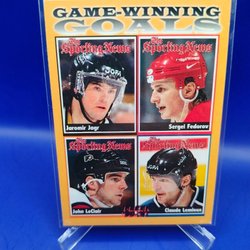 GAME-WINNING
GOALS
The Sporting News
The Sporting News
Jaromir Jagr
Sergei Fedorov
The Sporting News
The Sporting News
John LeClair
Claude Lemieux